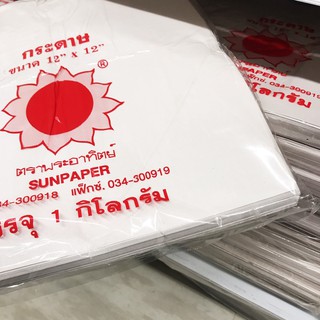 กระดาษ
ขนาด 12" X 12"
®
ตราพระอาทิตย์
SUNPAPER
300918 แฟ็กซ์. 034-300919
รจุ 1 กิโลกรัม
PAPER
034-300919
กิโลกรัม